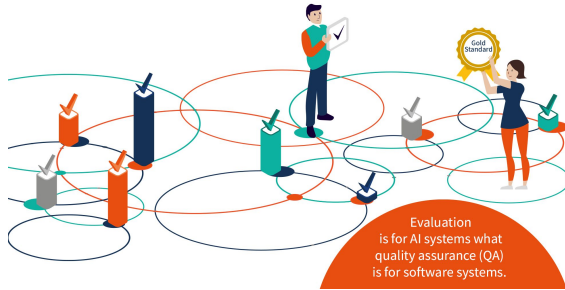 Gold
Standard
Evaluation
is for AI systems what
quality assurance (QA)
is for software systems.